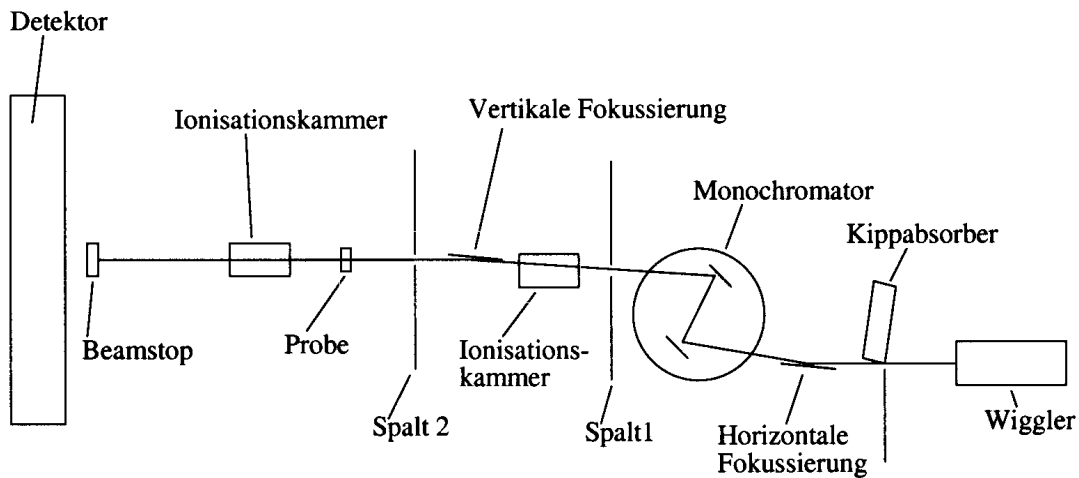 Detektor
Ionisationskammer
Vertikale Fokussierung
Monochromator
Kippabsorber
Beamstop
Probe
Ionisations-
kammer
Spalt 2
Spalt1
Horizontale
Fokussierung
Wiggler